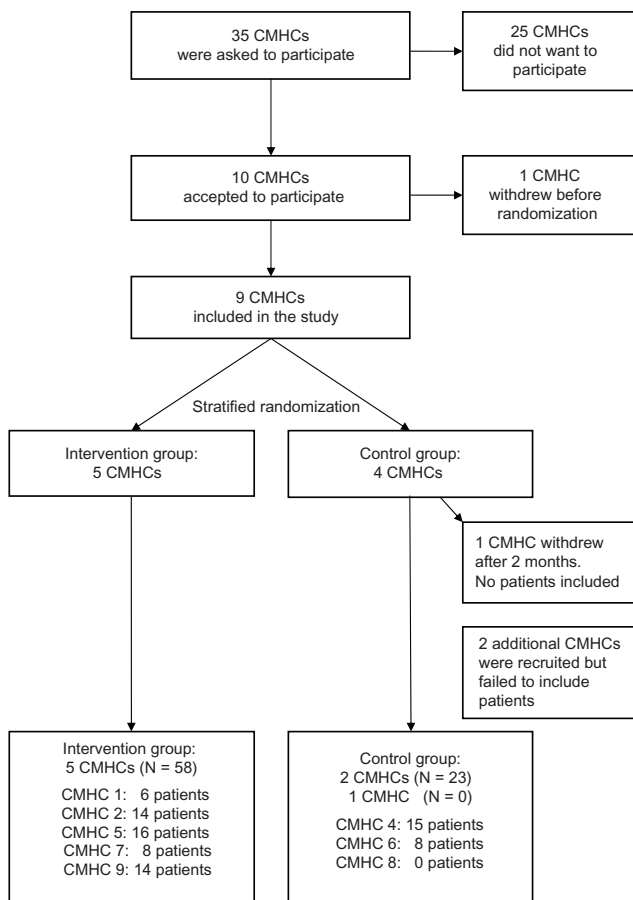 35 CMHCs
were asked to participate
25 CMHCs
did not want to
participate
10 CMHCs
accepted to participate
1 CMHC
withdrew before
randomization
9 CMHCs
included in the study
Stratified randomization
Intervention group:
5 CMHCs
Control group:
4 CMHCs
1 CMHC withdrew
after 2 months.
No patients included
2 additional CMHCs
were recruited but
failed to include
patients
Intervention group:
5 CMHCs (N = 58)
CMHC 1: 6 patients
CMHC 2: 14 patients
CMHC 5: 16 patients
CMHC 7: 8 patients
CMHC 9: 14 patients
Control group:
2 CMHCs (N = 23)
1 CMHC (N = 0)
CMHC 4: 15 patients
CMHC 6: 8 patients
CMHC 8: 0 patients